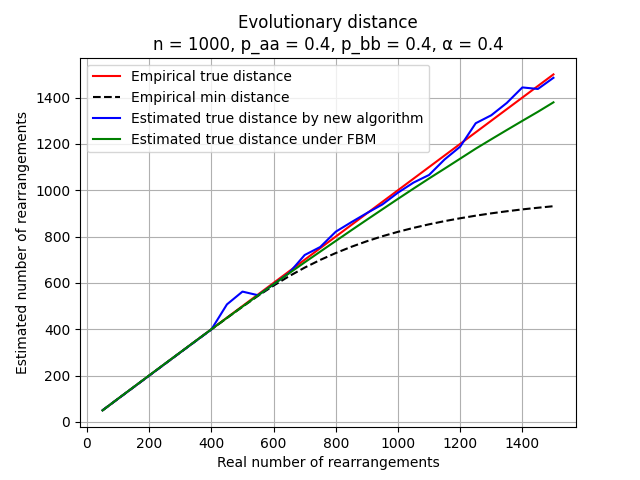 Evolutionary distance
n = 1000, p_aa = 0.4, p_bb = 0.4, α = 0.4
Empirical true distance
Empirical min distance
Estimated true distance by new algorithm
Estimated true distance under FBM
Estimated number of rearrangements
1400
1200
1000
800
600
400
200
0
0 200 400 600 800 1000 1200 1400
Real number of rearrangements